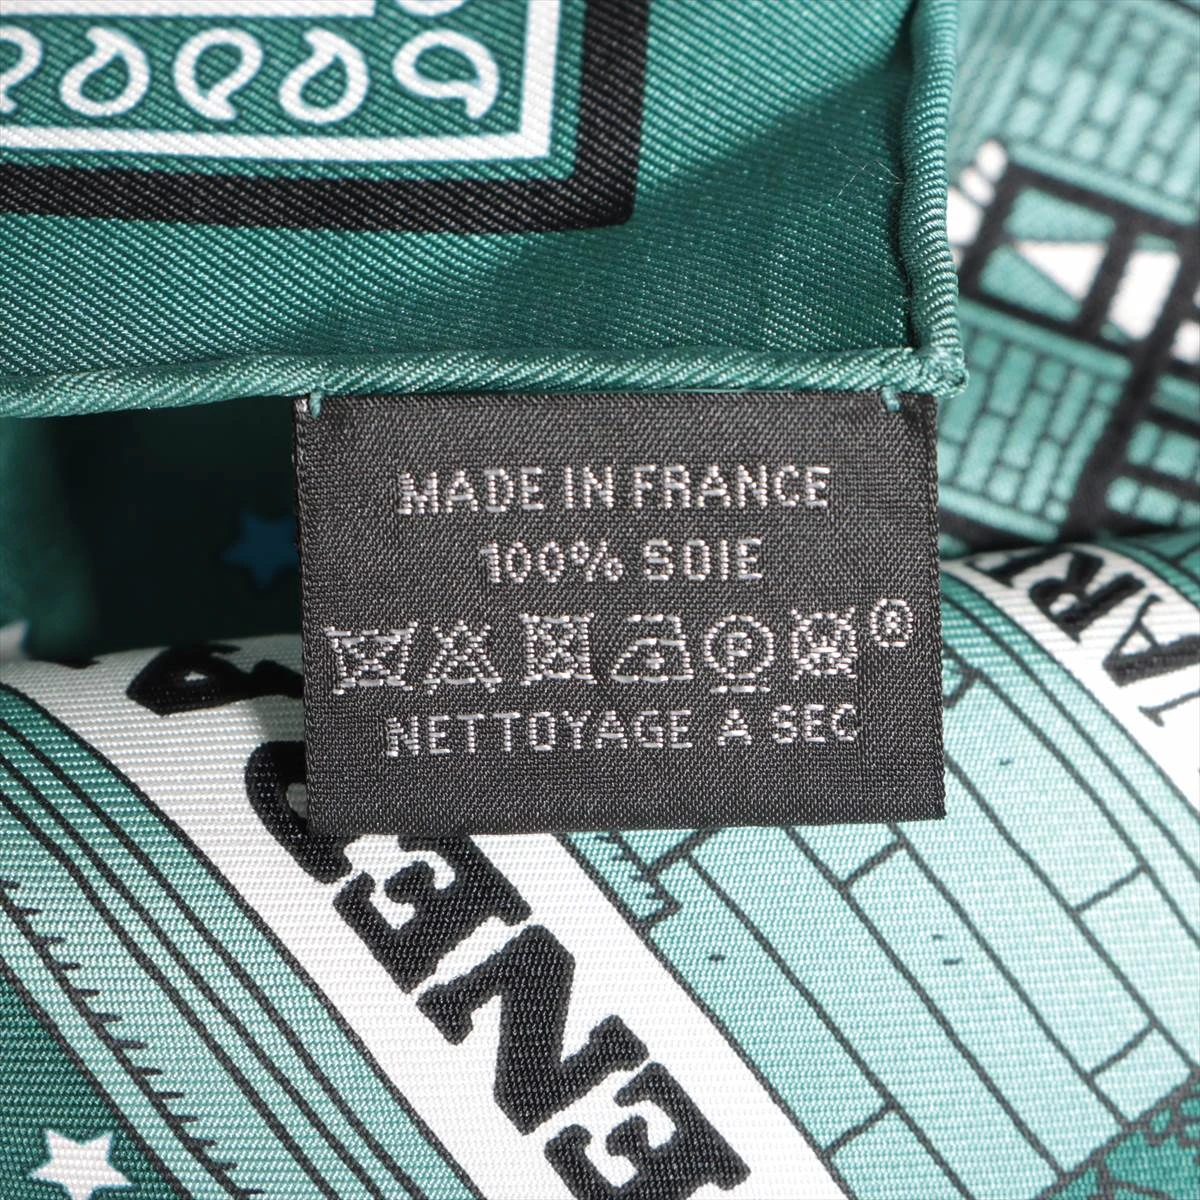 MADE IN FRANCE
100% SOIE
P
®
NETTOYAGE A SEC